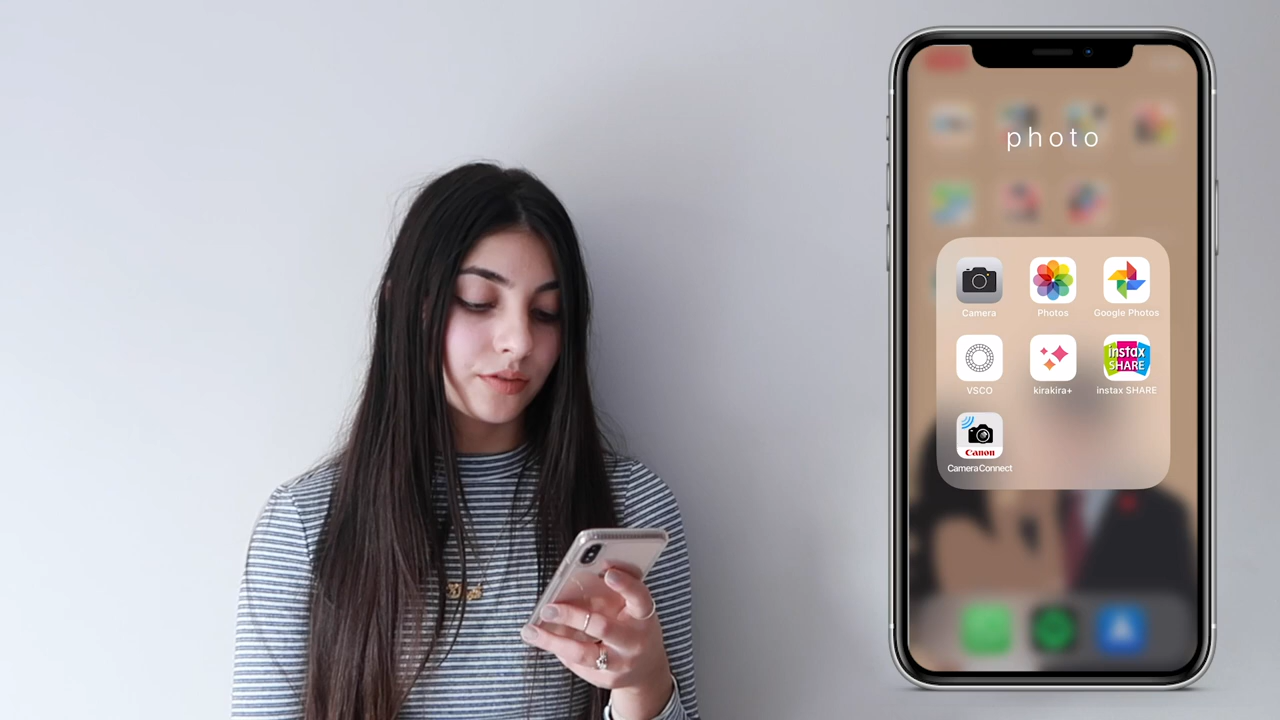 photo
Camera
Photos
Google Photos
VSCO
kirakira+
instax SHARE
instax
SHARE
Canon
CameraConnect